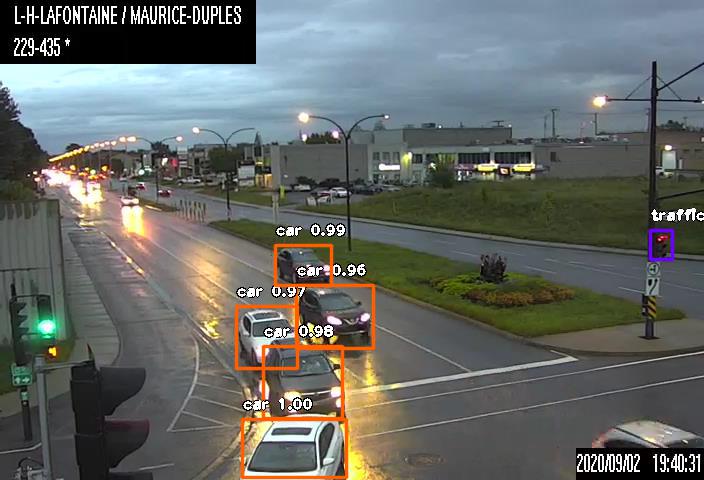 L-H-LAFONTAINE / MAURICE-DUPLES
229-435 *
traffic
car 0.99
car 0.96
car 0.97
car 0.98
car 1.00
2020/09/02 19:40:31